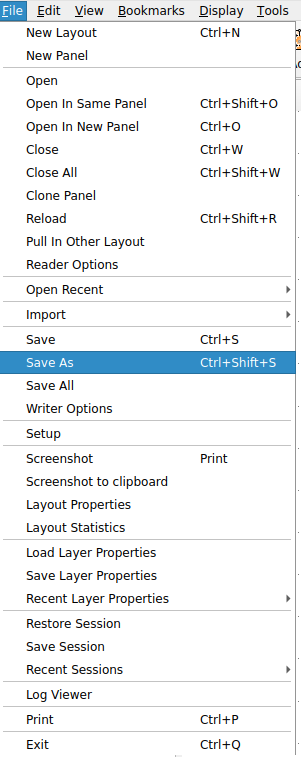 File Edit View Bookmarks Display Tools
New Layout Ctrl+N
New Panel
Open
Open In Same Panel Ctrl+Shift+O
Open In New Panel Ctrl+O
Close Ctrl+W
Close All Ctrl+Shift+W
Clone Panel
Reload Ctrl+Shift+R
Pull In Other Layout
Reader Options
Open Recent
Import
Save Ctrl+S
Save As Ctrl+Shift+S
Save All
Writer Options
Setup
Screenshot Print
Screenshot to clipboard
Layout Properties
Layout Statistics
Load Layer Properties
Save Layer Properties
Recent Layer Properties
Restore Session
Save Session
Recent Sessions
Log Viewer
Print Ctrl+P
Exit Ctrl+Q